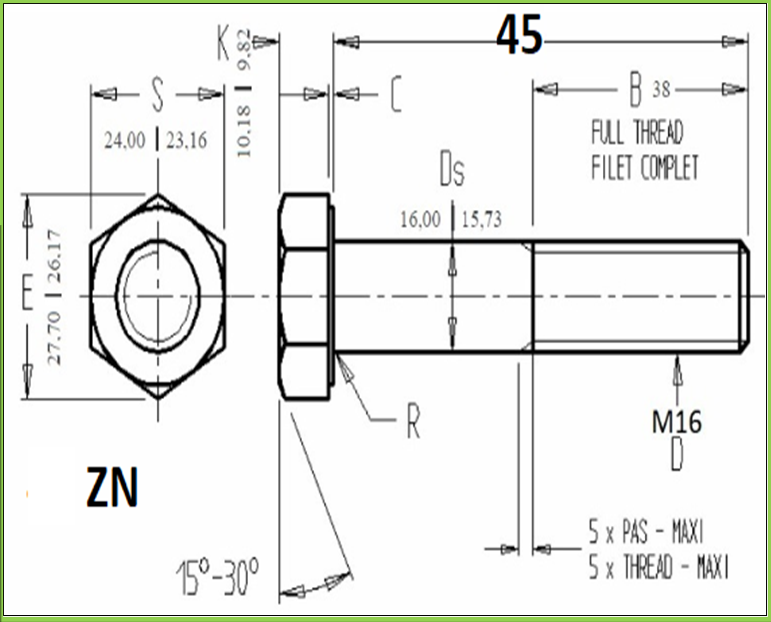 K
10.18 | 9.82
45
S
24.00 | 23.16
C
B 38
FULL THREAD
FILET COMPLET
Ds
16,00 | 15,73
E
27.70 | 26.17
R
M16
D
ZN
15°-30°
5 x PAS - MAXI
5 x THREAD - MAXI